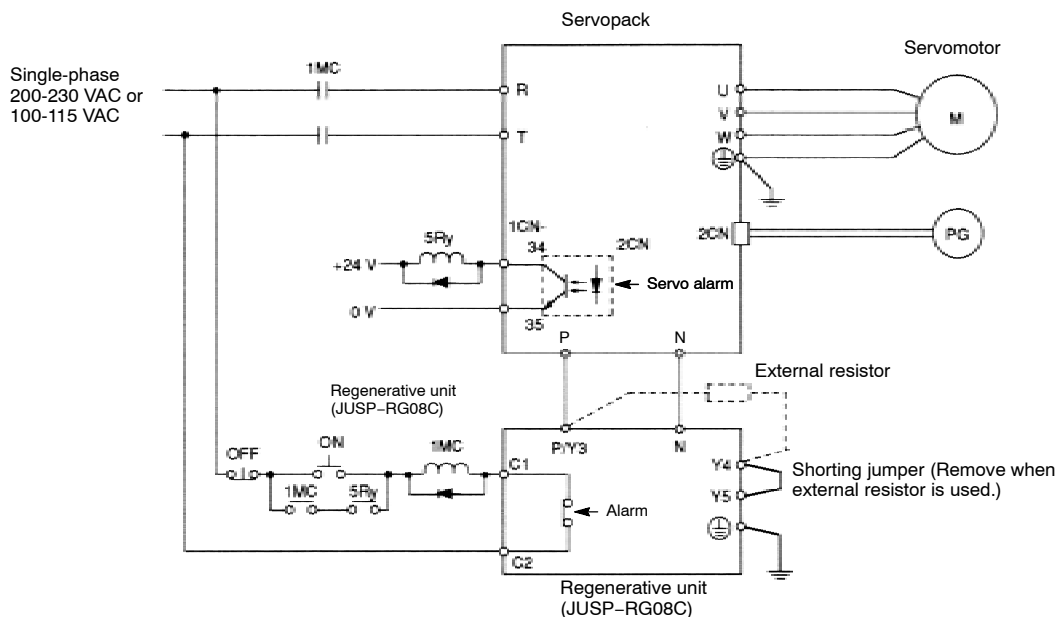 Servopack
Servomotor
Single-phase
200-230 VAC or
100-115 VAC
1MC
R
T
U
V
W
M
2CN
PG
1CN-
34
2CN
5Ry
+24 V
0 V
Servo alarm
35
P
N
External resistor
Regenerative unit
(JUSP–RG08C)
OFF
ON
1MC
1MC
5Ry
C1
P/Y3
N
Y4
Y5
Shorting jumper (Remove when
external resistor is used.)
Alarm
C2
Regenerative unit
(JUSP–RG08C)